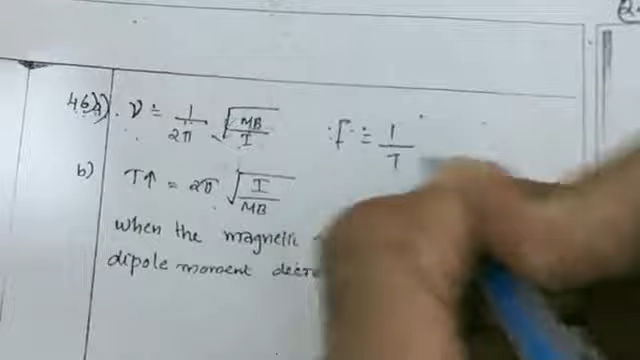 46) a). ν = 1/2π √MB/I
f = 1/T
b) T↑ = 2π √I/MB
when the magnetic
dipole moment